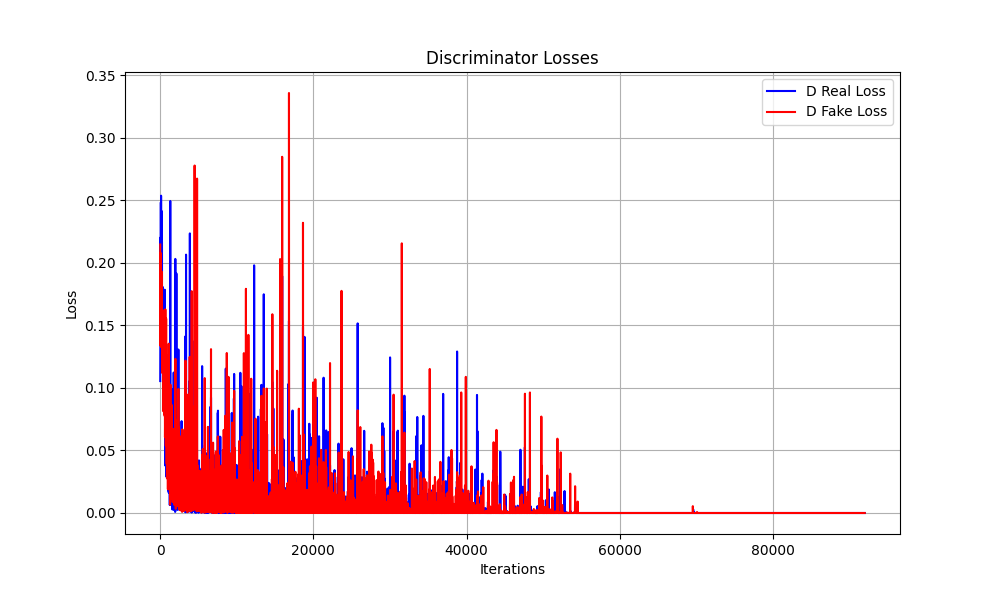 Discriminator Losses
D Real Loss
D Fake Loss
Loss
0.35
0.30
0.25
0.20
0.15
0.10
0.05
0.00
0 20000 40000 60000 80000
Iterations